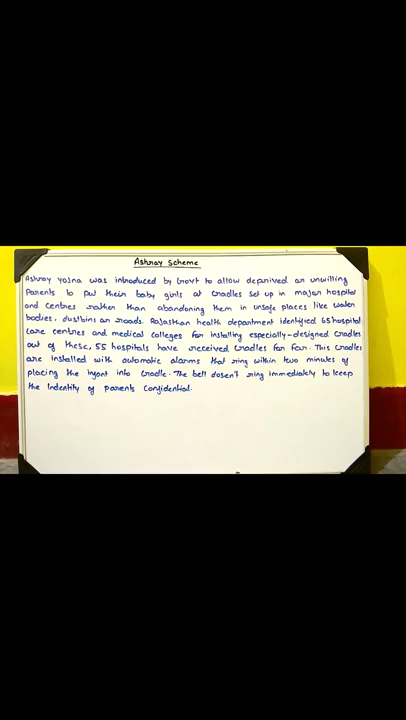 Ashray Scheme
Ashray yojna was introduced by Govt to allow deprived an unwilling
Parents to put their baby girls at cradles set up in major hospital
and centres rather than abandoning them in unsafe places like water
bodies, dustbins an roads. Rajasthan health department identified 65 hospital
care centres and medical colleges for installing especially-designed cradles
out of these, 55 hospitals have received cradles for far. This cradles
are installed with automatic alarms that ring within two minutes of
placing the infant into cradle. The bell dosen't ring immediately to keep
the Indentity of parents confidential.